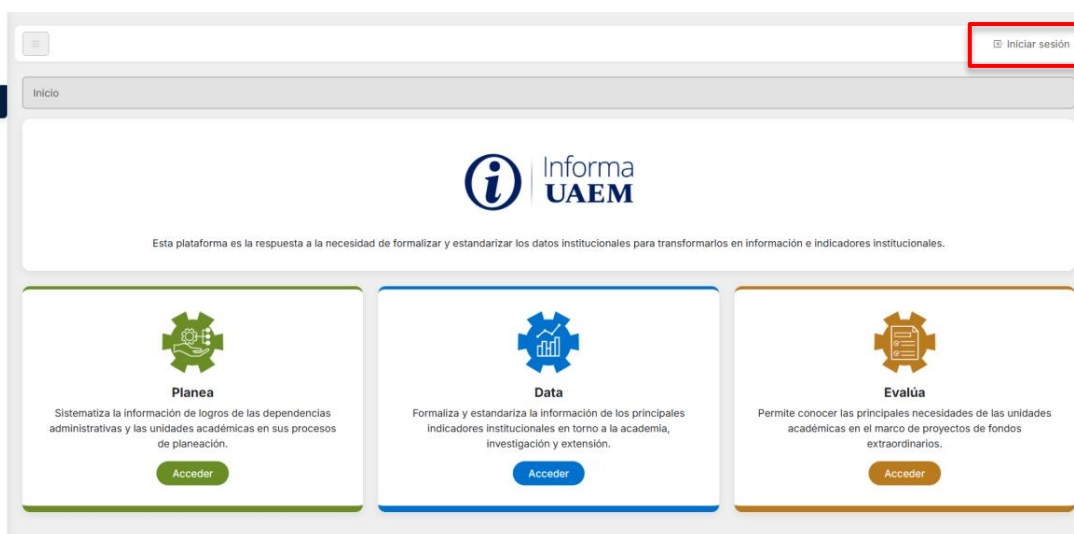 Iniciar sesión
Inicio
Informa
UAEM
Esta plataforma es la respuesta a la necesidad de formalizar y estandarizar los datos institucionales para transformarlos en información e indicadores institucionales.
Planea
Sistematiza la información de logros de las dependencias
administrativas y las unidades académicas en sus procesos
de planeación.
Acceder
Data
Formaliza y estandariza la información de los principales
indicadores institucionales en torno a la academia,
investigación y extensión.
Acceder
Evalúa
Permite conocer las principales necesidades de las unidades
académicas en el marco de proyectos de fondos
extraordinarios.
Acceder